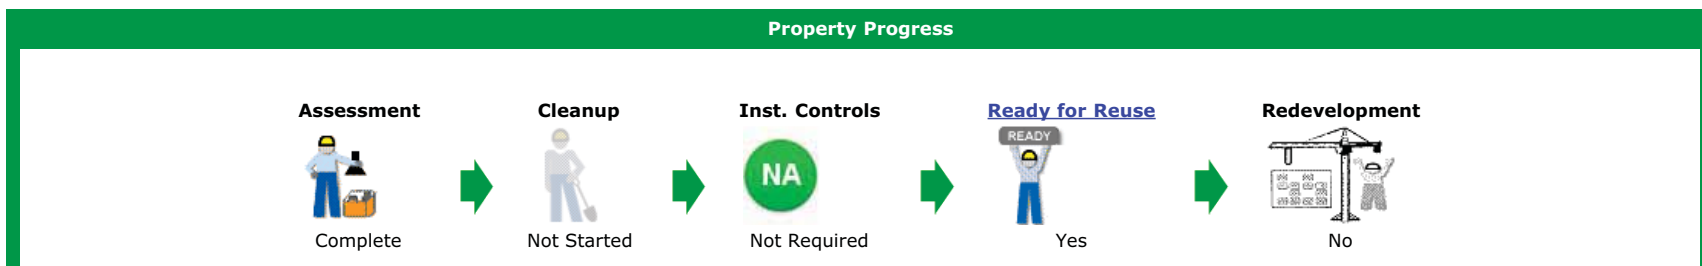 Property Progress
Assessment Cleanup Inst. Controls Ready for Reuse Redevelopment
READY
NA
Complete Not Started Not Required Yes No